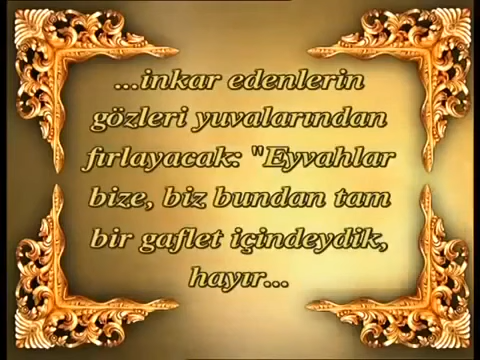 ...inkar edenlerin
gözleri yuvalarından
fırlayacak: "Eyvahlar
bize, biz bundan tam
bir gaflet içindeydik,
hayır...